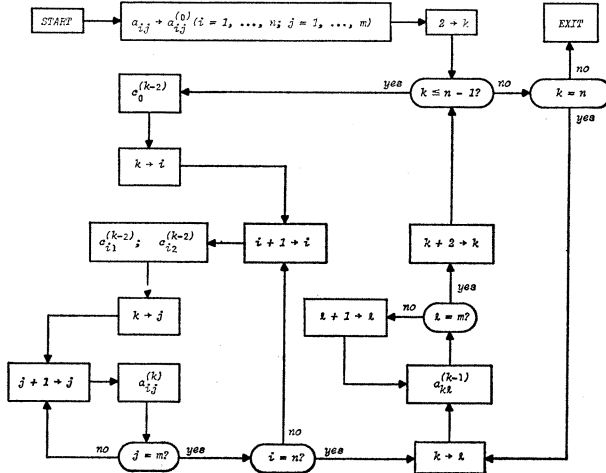 START
a_{ij} → a_{ij}^{(0)} (i = 1, ..., n; j = 1, ..., m)
2 → k
EXIT
no
c_0^{(k-2)}
yes
k ≤ n - 1?
no
k = n
yes
k → i
c_{i1}^{(k-2)}; c_{i2}^{(k-2)}
i + 1 → i
k + 2 → k
yes
k → j
ℓ + 1 → ℓ
no
ℓ = m?
j + 1 → j
a_{ij}^{(k)}
a_{kℓ}^{(k-1)}
no
no
j = m?
yes
i = n?
yes
k → ℓ